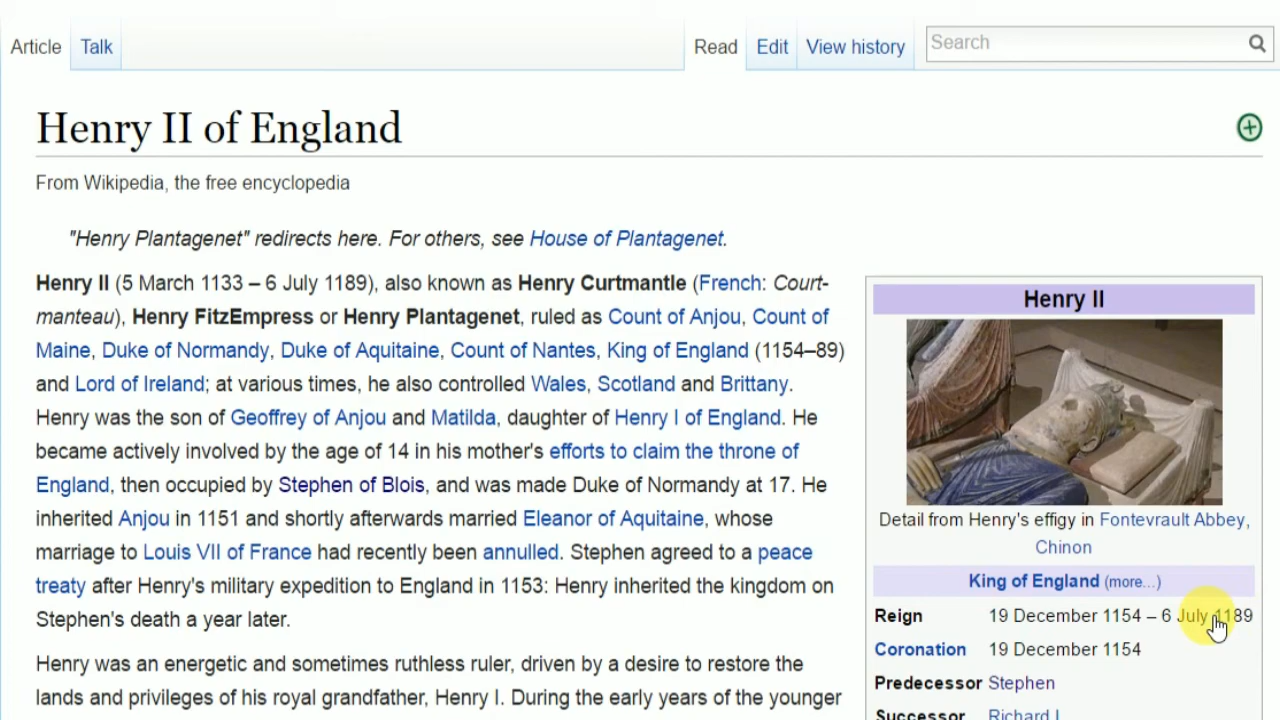 Article Talk Read Edit View history Search
Henry II of England
From Wikipedia, the free encyclopedia
"Henry Plantagenet" redirects here. For others, see House of Plantagenet.
Henry II (5 March 1133 – 6 July 1189), also known as Henry Curtmantle (French: Court-
manteau), Henry FitzEmpress or Henry Plantagenet, ruled as Count of Anjou, Count of
Maine, Duke of Normandy, Duke of Aquitaine, Count of Nantes, King of England (1154–89)
and Lord of Ireland; at various times, he also controlled Wales, Scotland and Brittany.
Henry was the son of Geoffrey of Anjou and Matilda, daughter of Henry I of England. He
became actively involved by the age of 14 in his mother's efforts to claim the throne of
England, then occupied by Stephen of Blois, and was made Duke of Normandy at 17. He
inherited Anjou in 1151 and shortly afterwards married Eleanor of Aquitaine, whose
marriage to Louis VII of France had recently been annulled. Stephen agreed to a peace
treaty after Henry's military expedition to England in 1153: Henry inherited the kingdom on
Stephen's death a year later.
Henry was an energetic and sometimes ruthless ruler, driven by a desire to restore the
lands and privileges of his royal grandfather, Henry I. During the early years of the younger
Henry II
Detail from Henry's effigy in Fontevrault Abbey,
Chinon
King of England (more...)
Reign 19 December 1154 – 6 July 1189
Coronation 19 December 1154
Predecessor Stephen
Successor Richard I